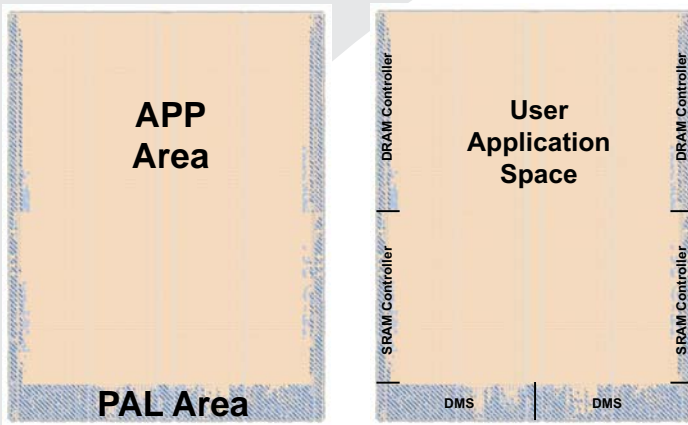 APP
Area
PAL Area
DRAM Controller
User
Application
Space
DRAM Controller
SRAM Controller
SRAM Controller
DMS
DMS